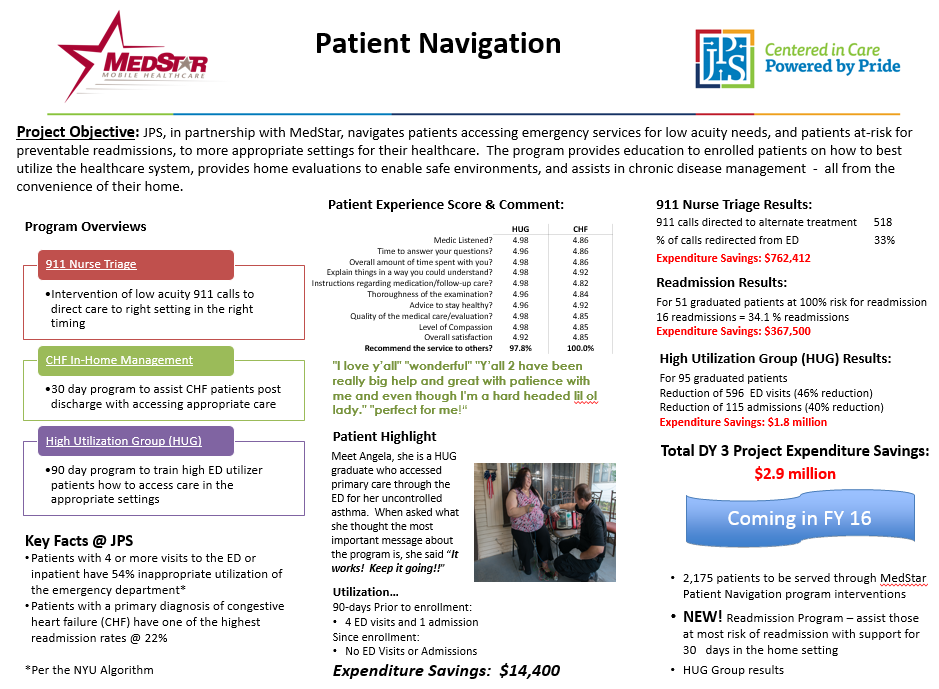 MEDSTAR
MOBILE HEALTHCARE
Patient Navigation
JPS
Centered in Care
Powered by Pride
Project Objective: JPS, in partnership with MedStar, navigates patients accessing emergency services for low acuity needs, and patients at-risk for
preventable readmissions, to more appropriate settings for their healthcare. The program provides education to enrolled patients on how to best
utilize the healthcare system, provides home evaluations to enable safe environments, and assists in chronic disease management - all from the
convenience of their home.
Program Overviews
911 Nurse Triage
•Intervention of low acuity 911 calls to
direct care to right setting in the right
timing
CHF In-Home Management
•30 day program to assist CHF patients post
discharge with accessing appropriate care
High Utilization Group (HUG)
•90 day program to train high ED utilizer
patients how to access care in the
appropriate settings
Key Facts @ JPS
•Patients with 4 or more visits to the ED or
inpatient have 54% inappropriate utilization of
the emergency department*
•Patients with a primary diagnosis of congestive
heart failure (CHF) have one of the highest
readmission rates @ 22%
*Per the NYU Algorithm
Patient Experience Score & Comment:
HUG CHF
Medic Listened? 4.98 4.86
Time to answer your questions? 4.96 4.86
Overall amount of time spent with you? 4.98 4.86
Explain things in a way you could understand? 4.98 4.92
Instructions regarding medication/follow-up care? 4.98 4.82
Thoroughness of the examination? 4.96 4.84
Advice to stay healthy? 4.96 4.92
Quality of the medical care/evaluation? 4.98 4.85
Level of Compassion 4.98 4.85
Overall satisfaction 4.92 4.85
Recommend the service to others? 97.8% 100.0%
"I love y'all" "wonderful" "Y'all 2 have been
really big help and great with patience with
me and even though I'm a hard headed lil ol
lady." "perfect for me!"
Patient Highlight
Meet Angela, she is a HUG
graduate who accessed
primary care through the
ED for her uncontrolled
asthma. When asked what
she thought the most
important message about
the program is, she said "It
works! Keep it going!!"
Utilization…
90-days Prior to enrollment:
• 4 ED visits and 1 admission
Since enrollment:
• No ED Visits or Admissions
Expenditure Savings: $14,400
911 Nurse Triage Results:
911 calls directed to alternate treatment 518
% of calls redirected from ED 33%
Expenditure Savings: $762,412
Readmission Results:
For 51 graduated patients at 100% risk for readmission
16 readmissions = 34.1 % readmissions
Expenditure Savings: $367,500
High Utilization Group (HUG) Results:
For 95 graduated patients
Reduction of 596 ED visits (46% reduction)
Reduction of 115 admissions (40% reduction)
Expenditure Savings: $1.8 million
Total DY 3 Project Expenditure Savings:
$2.9 million
Coming in FY 16
• 2,175 patients to be served through MedStar
Patient Navigation program interventions
• NEW! Readmission Program – assist those
at most risk of readmission with support for
30 days in the home setting
• HUG Group results